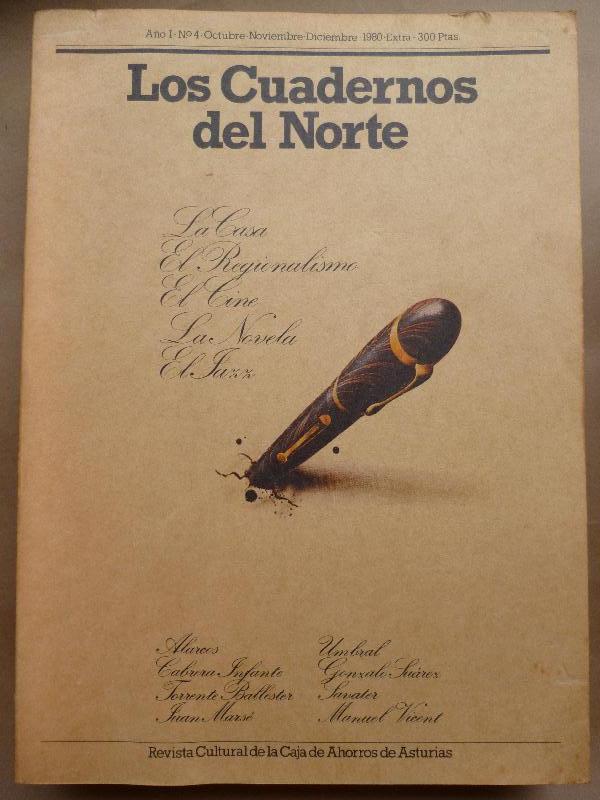 Año I · Nº 4 · Octubre · Noviembre · Diciembre 1980 · Extra · 300 Ptas.
Los Cuadernos
del Norte
La Casa
El Regionalismo
El Cine
La Novela
El Jazz
Alarcos
Cabrera Infante
Torrente Ballester
Juan Marsé
Umbral
Gonzalo Suárez
Savater
Manuel Vicent
Revista Cultural de la Caja de Ahorros de Asturias